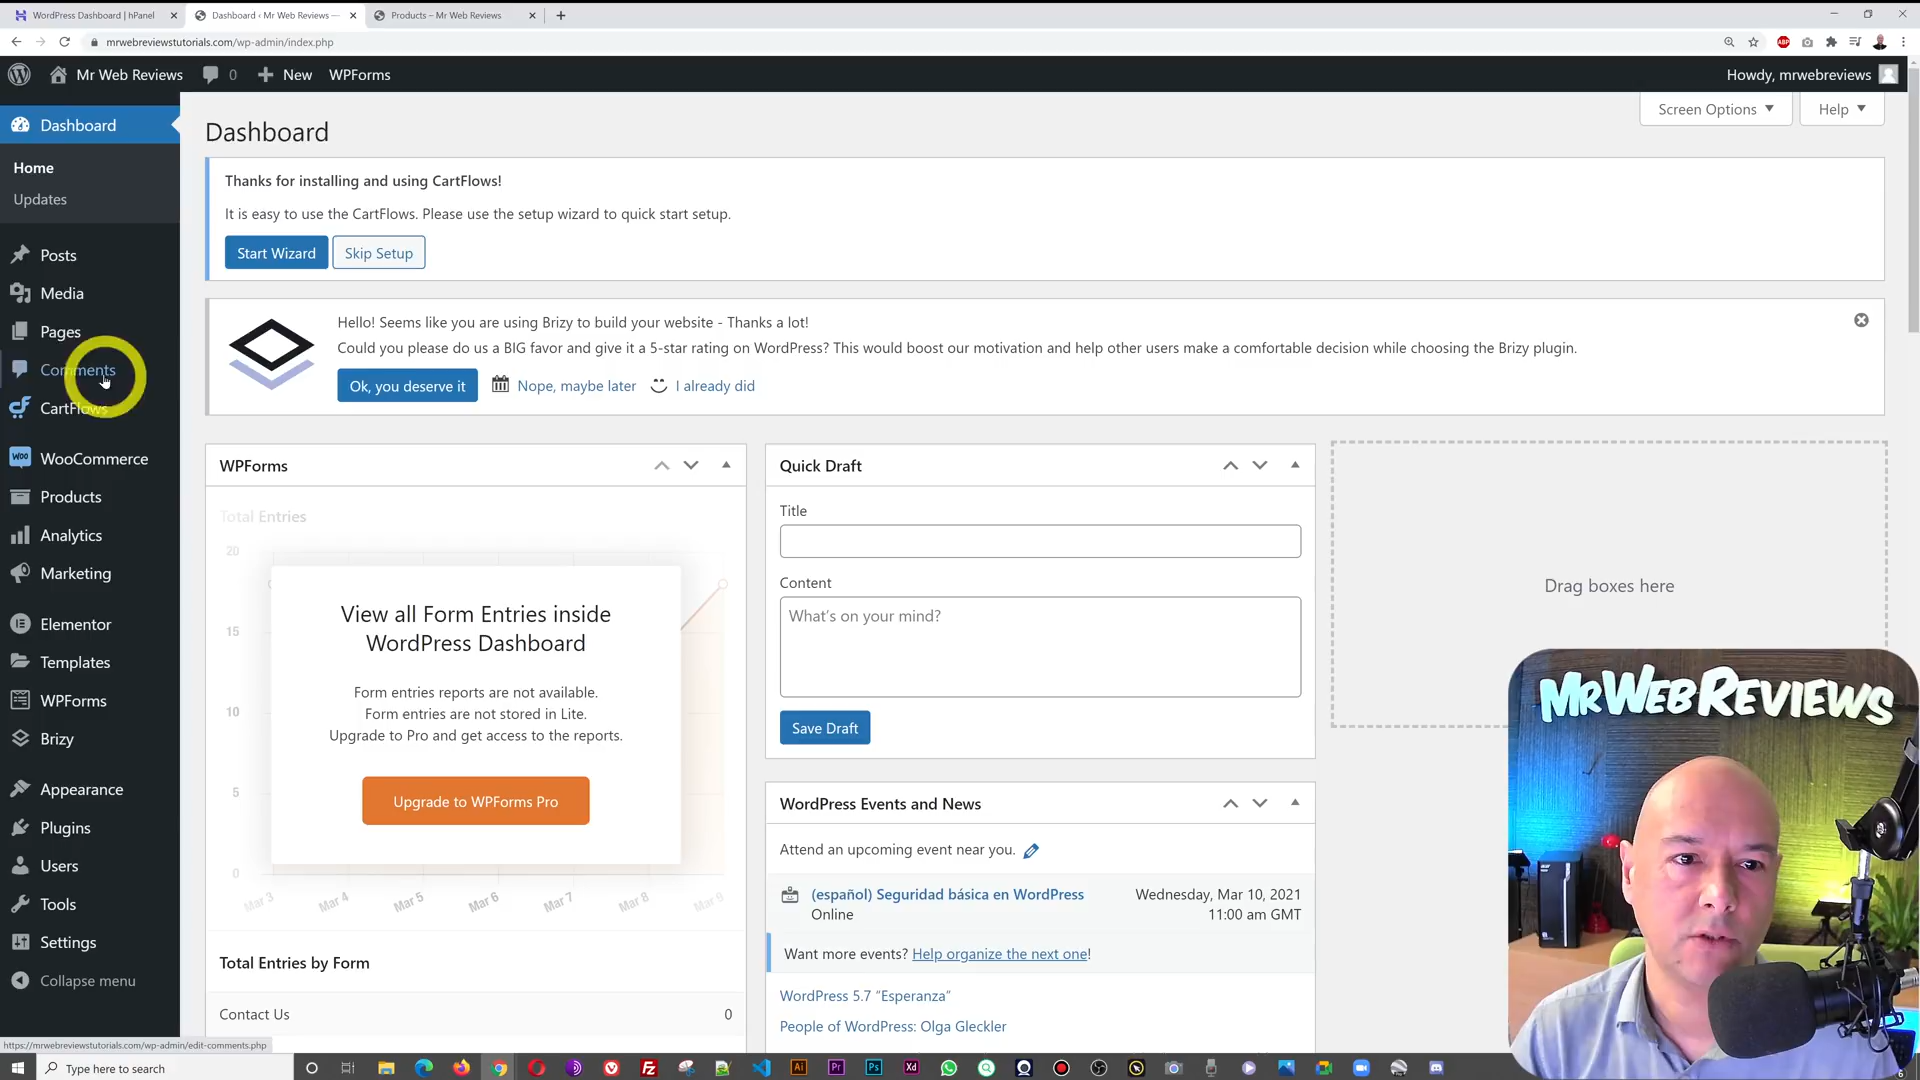 WordPress Dashboard | hPanel
Dashboard ‹ Mr Web Reviews —
Products – Mr Web Reviews
mrwebreviewstutorials.com/wp-admin/index.php
Mr Web Reviews
0
New
WPForms
Howdy, mrwebreviews
Dashboard
Home
Updates
Posts
Media
Pages
Comments
CartFlows
WooCommerce
Products
Analytics
Marketing
Elementor
Templates
WPForms
Brizy
Appearance
Plugins
Users
Tools
Settings
Collapse menu
Screen Options
Help
Dashboard
Thanks for installing and using CartFlows!
It is easy to use the CartFlows. Please use the setup wizard to quick start setup.
Start Wizard
Skip Setup
Hello! Seems like you are using Brizy to build your website - Thanks a lot!
Could you please do us a BIG favor and give it a 5-star rating on WordPress? This would boost our motivation and help other users make a comfortable decision while choosing the Brizy plugin.
Ok, you deserve it
Nope, maybe later
I already did
WPForms
Total Entries
20
15
10
5
0
Mar 3
Mar 4
Mar 5
Mar 6
Mar 7
Mar 8
Mar 9
View all Form Entries inside
WordPress Dashboard
Form entries reports are not available.
Form entries are not stored in Lite.
Upgrade to Pro and get access to the reports.
Upgrade to WPForms Pro
Total Entries by Form
Contact Us
0
Quick Draft
Title
Content
What's on your mind?
Save Draft
WordPress Events and News
Attend an upcoming event near you.
(español) Seguridad básica en WordPress
Online
Wednesday, Mar 10, 2021
11:00 am GMT
Want more events? Help organize the next one!
WordPress 5.7 “Esperanza”
People of WordPress: Olga Gleckler
Drag boxes here
MrWebReviews
https://mrwebreviewstutorials.com/wp-admin/edit-comments.php
Type here to search